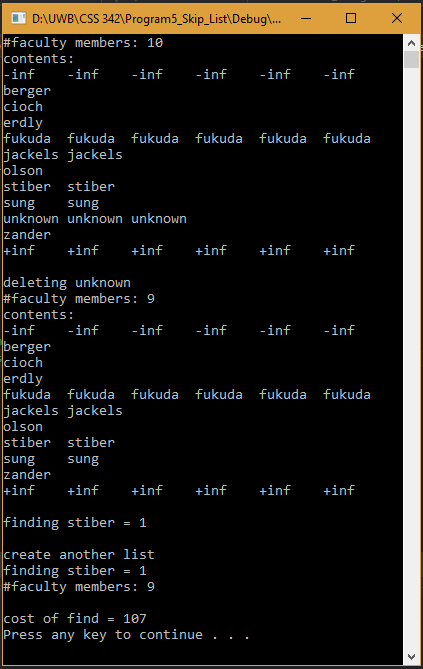 D:\UWB\CSS 342\Program5_Skip_List\Debug\...
#faculty members: 10
contents:
-inf    -inf    -inf    -inf    -inf    -inf
berger
cioch
erdly
fukuda  fukuda  fukuda  fukuda  fukuda  fukuda
jackels jackels
olson
stiber  stiber
sung    sung
unknown unknown unknown
zander
+inf    +inf    +inf    +inf    +inf    +inf
deleting unknown
#faculty members: 9
contents:
-inf    -inf    -inf    -inf    -inf    -inf
berger
cioch
erdly
fukuda  fukuda  fukuda  fukuda  fukuda  fukuda
jackels jackels
olson
stiber  stiber
sung    sung
zander
+inf    +inf    +inf    +inf    +inf    +inf
finding stiber = 1
create another list
finding stiber = 1
#faculty members: 9
cost of find = 107
Press any key to continue . . .